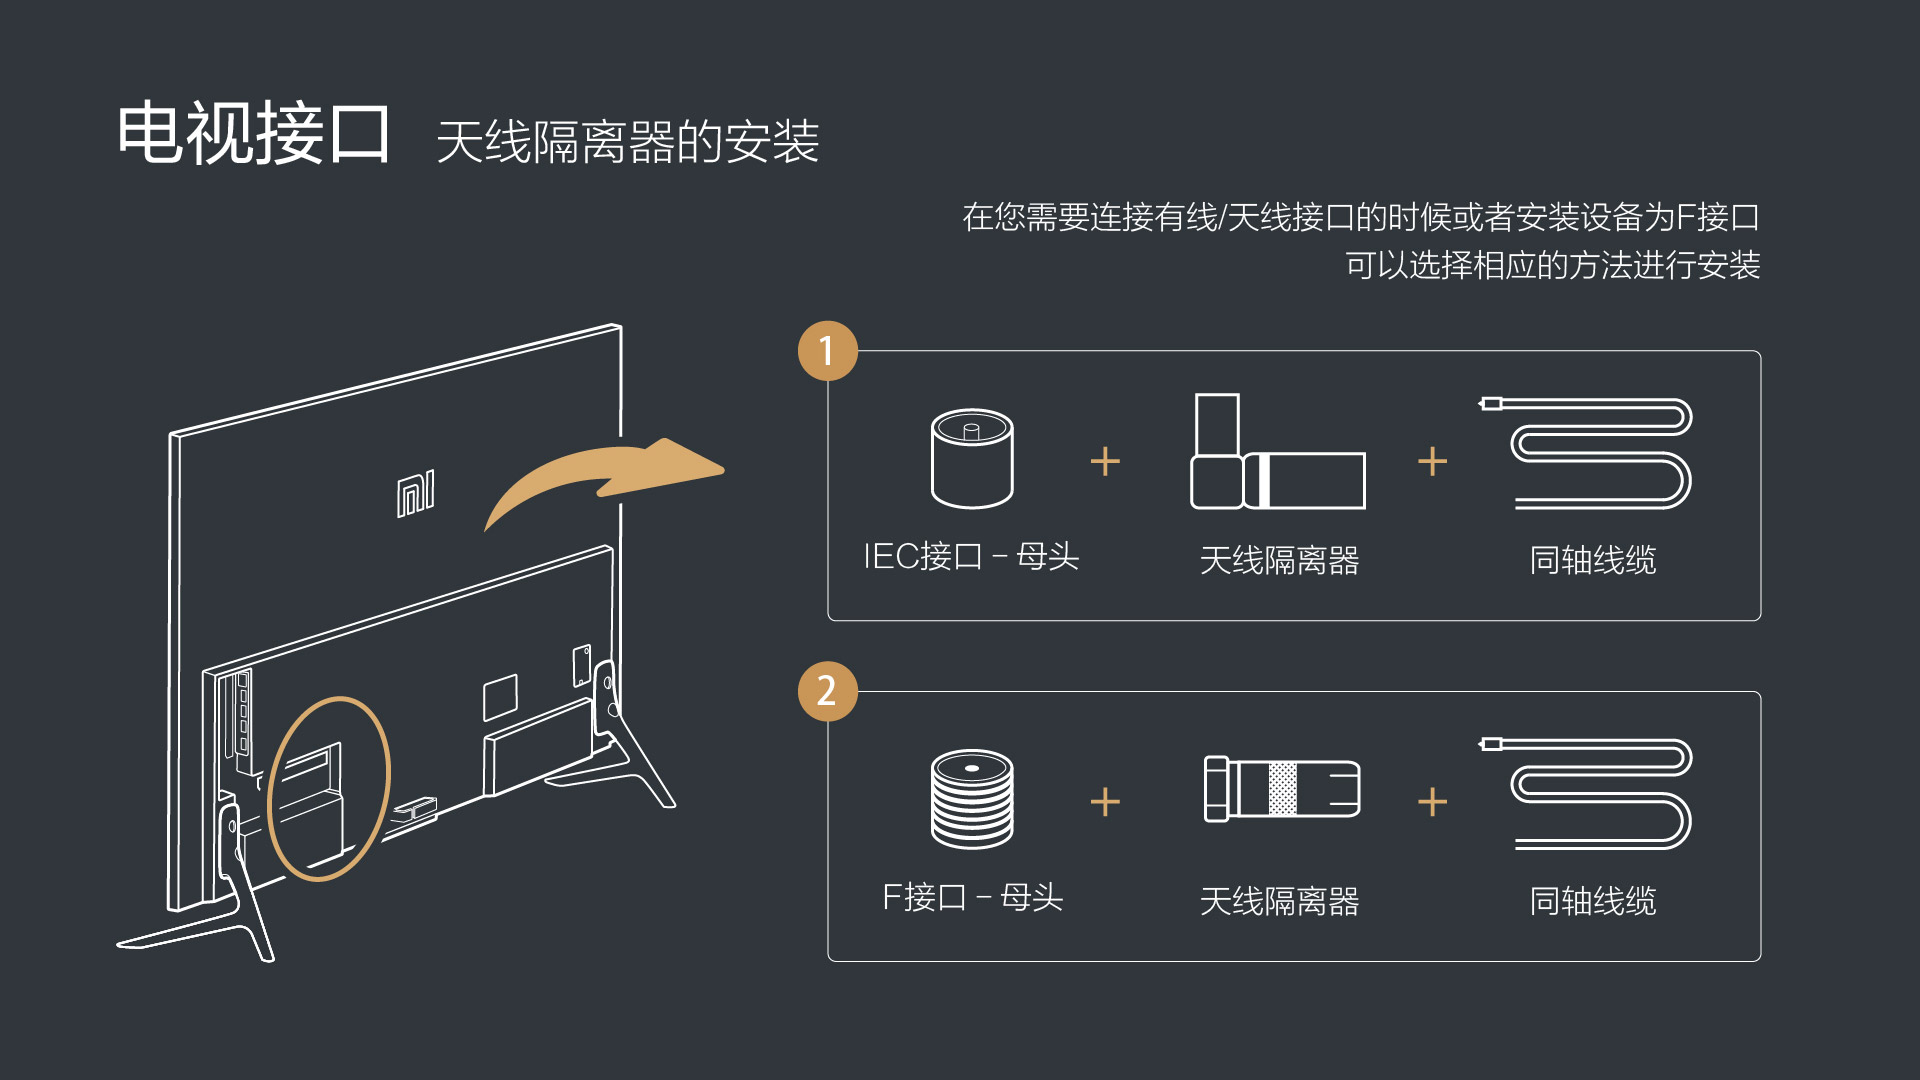 电视接口 天线隔离器的安装
在您需要连接有线/天线接口的时候或者安装设备为F接口
可以选择相应的方法进行安装
1
IEC接口 – 母头 + 天线隔离器 + 同轴线缆
2
F接口 – 母头 + 天线隔离器 + 同轴线缆